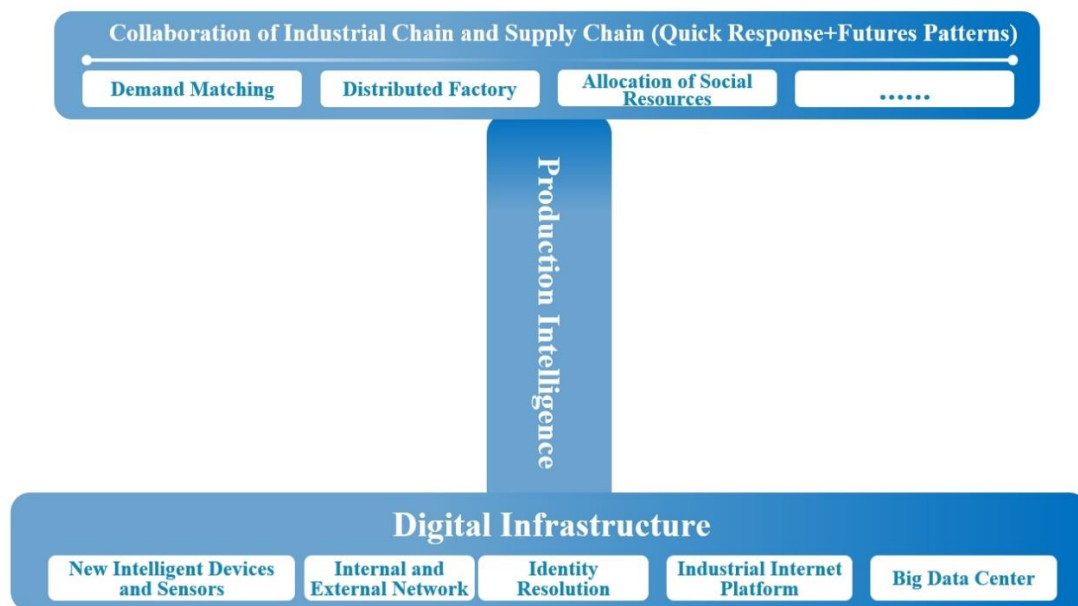 Collaboration of Industrial Chain and Supply Chain (Quick Response+Futures Patterns)
Demand Matching
Distributed Factory
Allocation of Social
Resources
......
Production Intelligence
Digital Infrastructure
New Intelligent Devices
and Sensors
Internal and
External Network
Identity
Resolution
Industrial Internet
Platform
Big Data Center